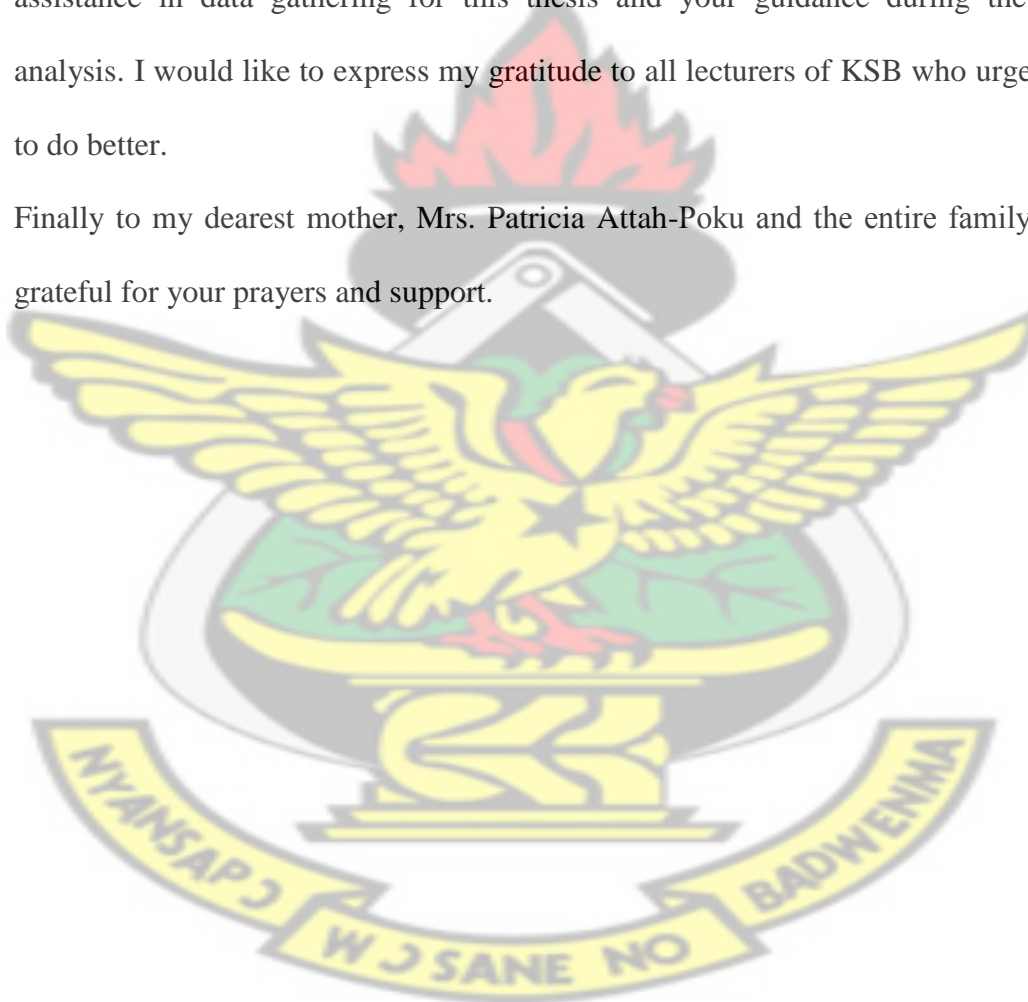 assistance in data gathering for this thesis and your guidance during the
analysis. I would like to express my gratitude to all lecturers of KSB who urge
to do better.
Finally to my dearest mother, Mrs. Patricia Attah-Poku and the entire family
grateful for your prayers and support.
NYANSAPƆ WƆSANE NO BADWENMA